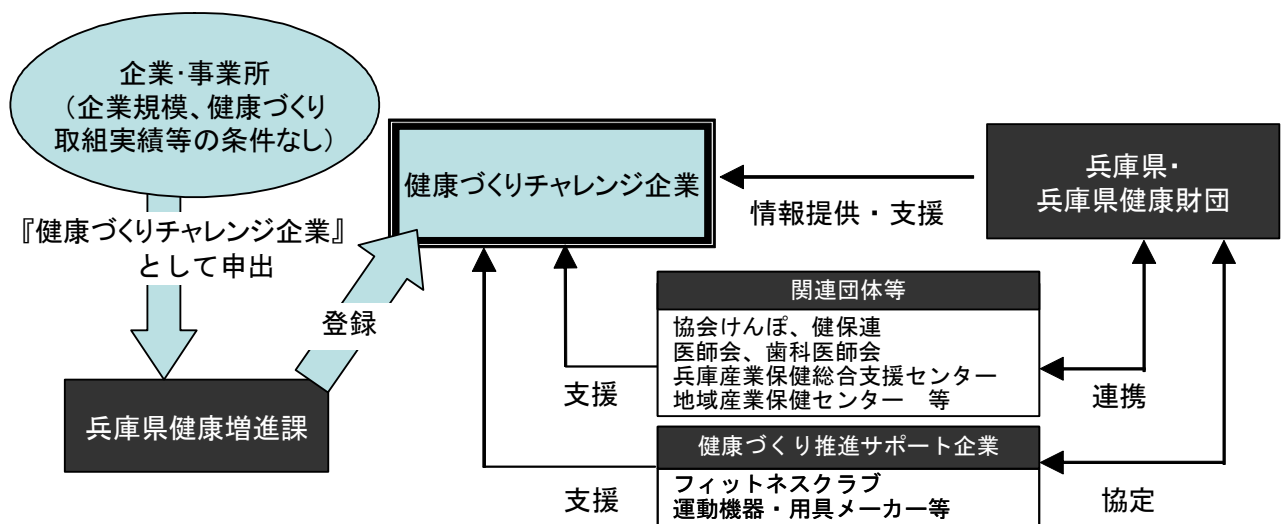 企業･事業所
（企業規模、健康づくり
取組実績等の条件なし）
『健康づくりチャレンジ企業』
として申出
兵庫県健康増進課
登録
健康づくりチャレンジ企業
情報提供・支援
兵庫県・
兵庫県健康財団
関連団体等
協会けんぽ、健保連
医師会、歯科医師会
兵庫産業保健総合支援センター
地域産業保健センター　等
支援
連携
健康づくり推進サポート企業
フィットネスクラブ
運動機器・用具メーカー等
支援
協定